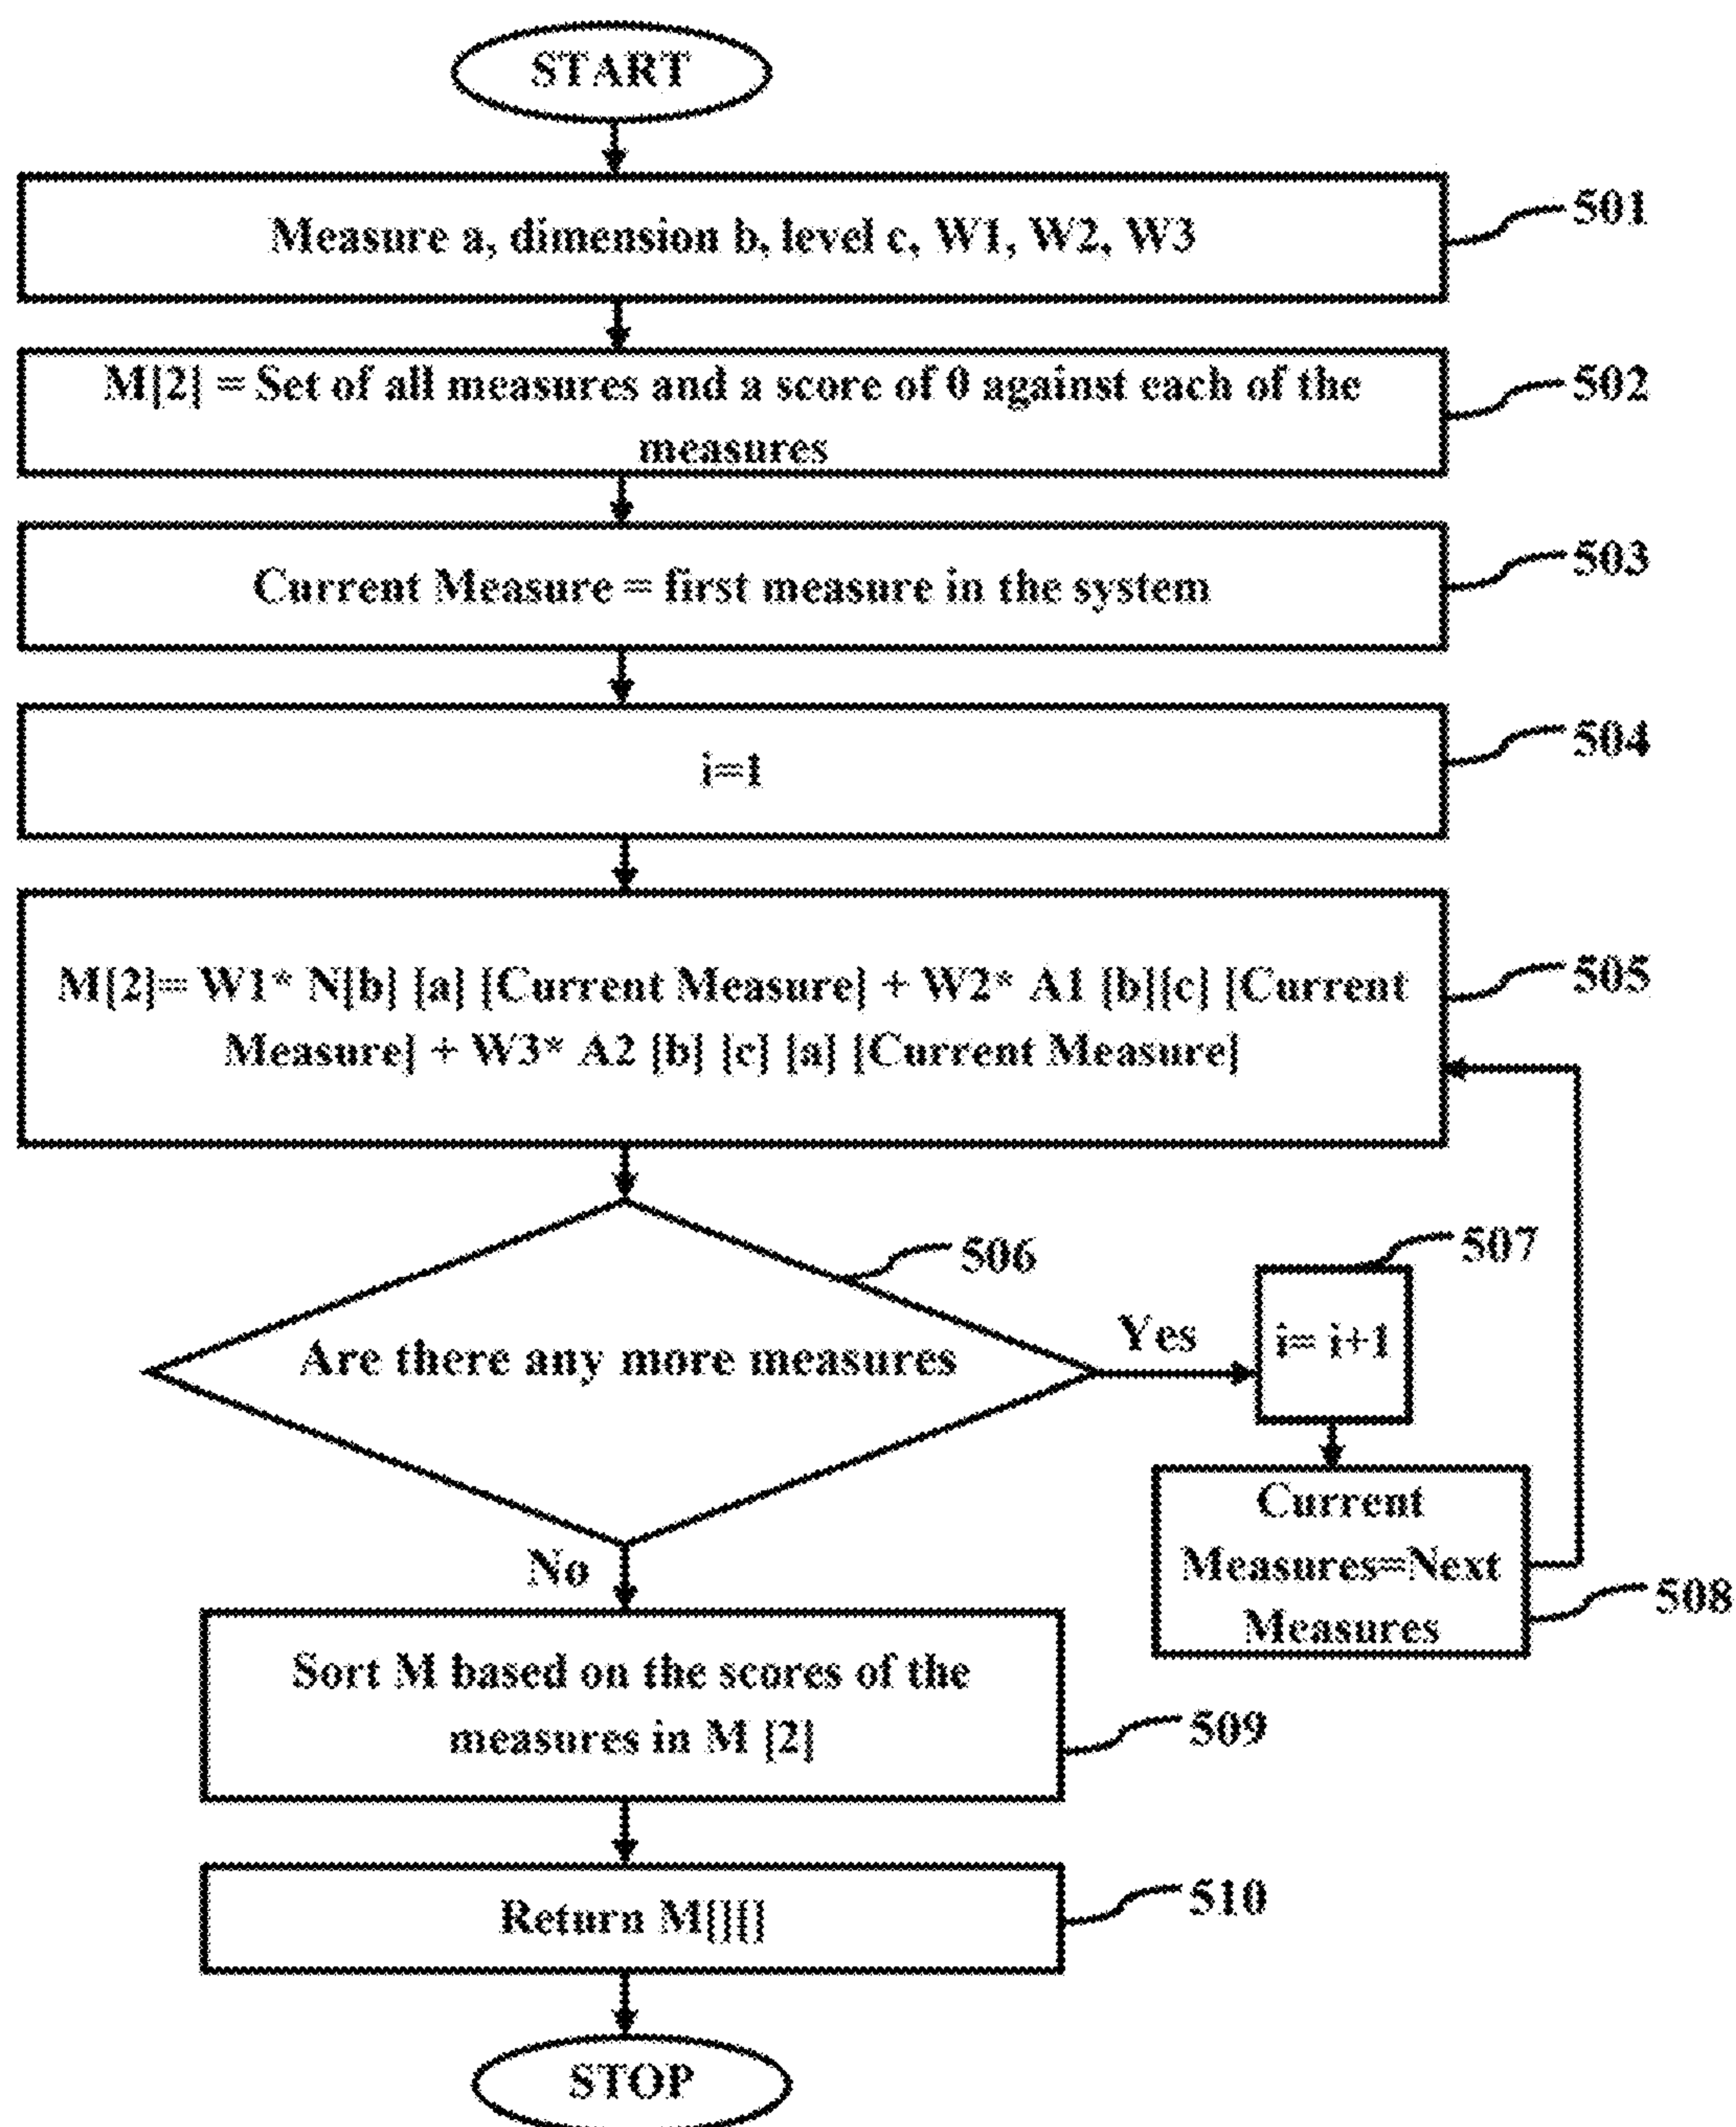 START
Measure a, dimension b, level c, W1, W2, W3
501
M[2] = Set of all measures and a score of 0 against each of the
measures
502
Current Measure = first measure in the system
503
i=1
504
M[2]= W1* N[b] [a] [Current Measure] + W2* A1 [b][c] [Current
Measure] + W3* A2 [b] [c] [a] [Current Measure]
505
Are there any more measures
506
Yes
i= i+1
507
Current
Measures=Next
Measures
508
No
Sort M based on the scores of the
measures in M [2]
509
Return M[][]
510
STOP